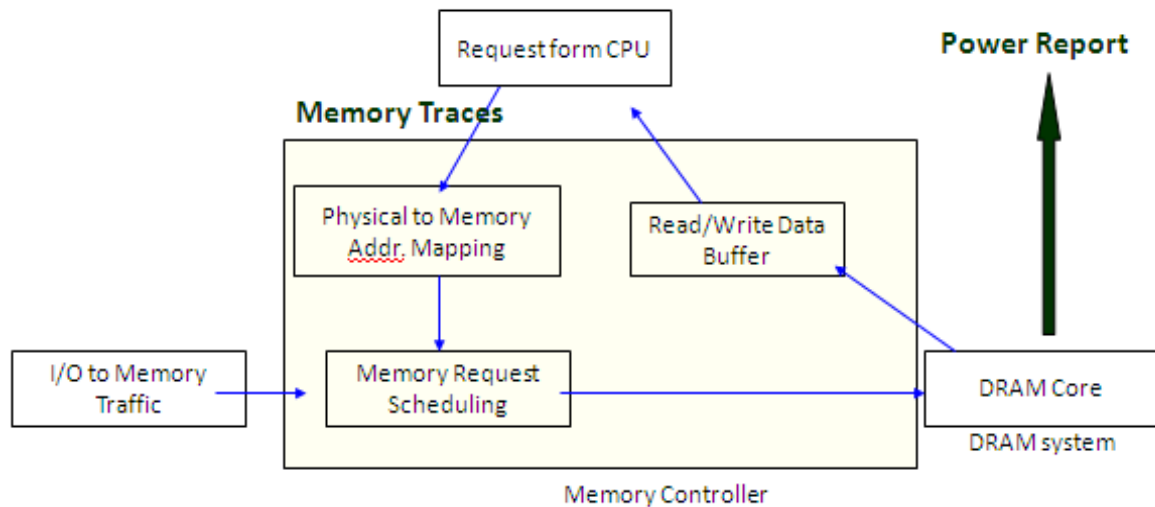 Request form CPU
Power Report
Memory Traces
Physical to Memory
Addr. Mapping
Read/Write Data
Buffer
I/O to Memory
Traffic
Memory Request
Scheduling
DRAM Core
DRAM system
Memory Controller